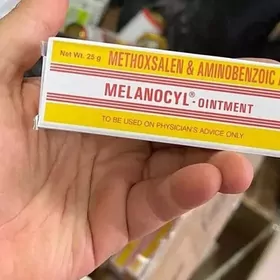 Net Wt. 25 g
METHOXSALEN & AMINOBENZOIC
MELANOCYL®-OINTMENT
TO BE USED ON PHYSICIAN'S ADVICE ONLY